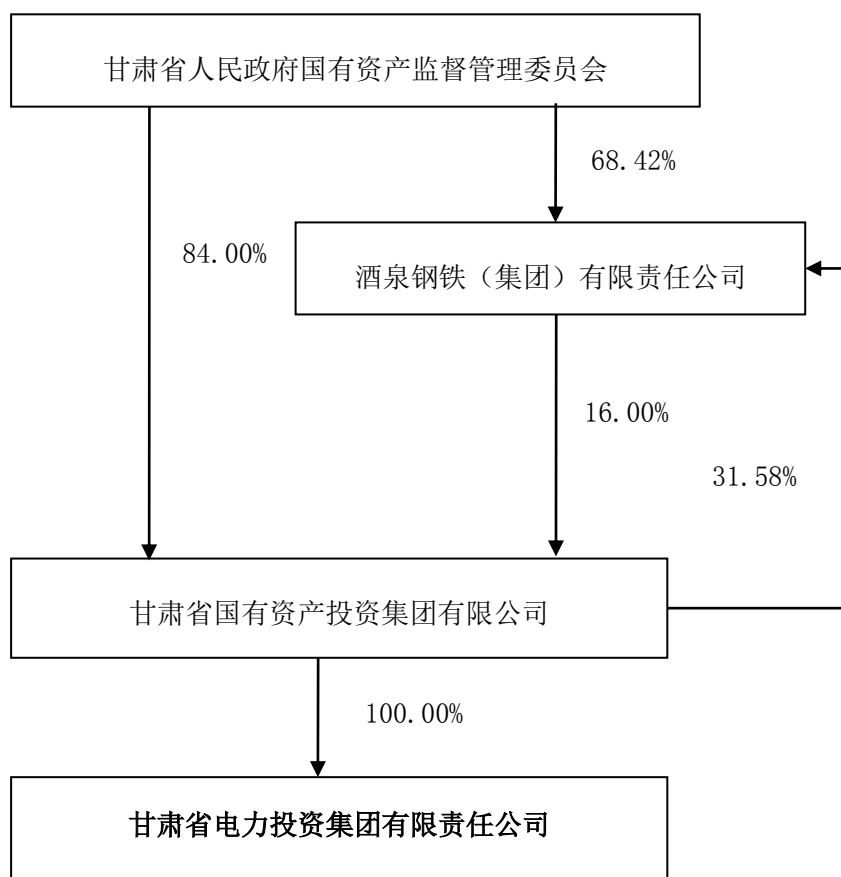 甘肃省人民政府国有资产监督管理委员会
68.42%
84.00%
酒泉钢铁（集团）有限责任公司
16.00%
31.58%
甘肃省国有资产投资集团有限公司
100.00%
甘肃省电力投资集团有限责任公司